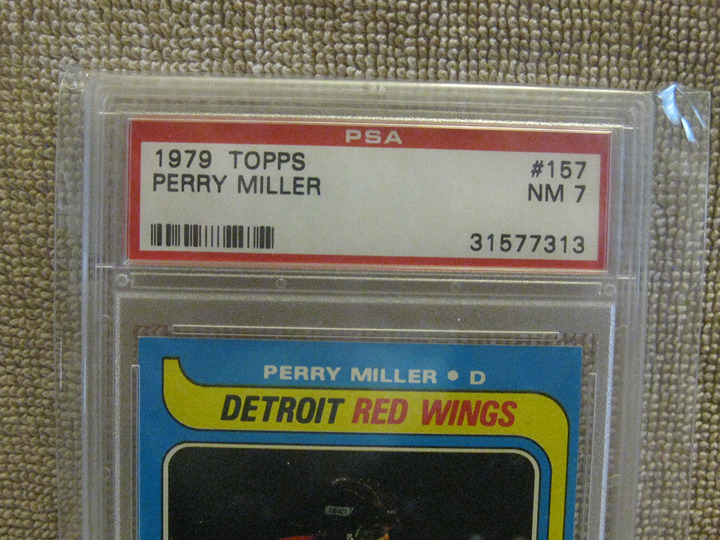 PSA
1979 TOPPS #157
PERRY MILLER NM 7
31577313
PERRY MILLER • D
DETROIT RED WINGS